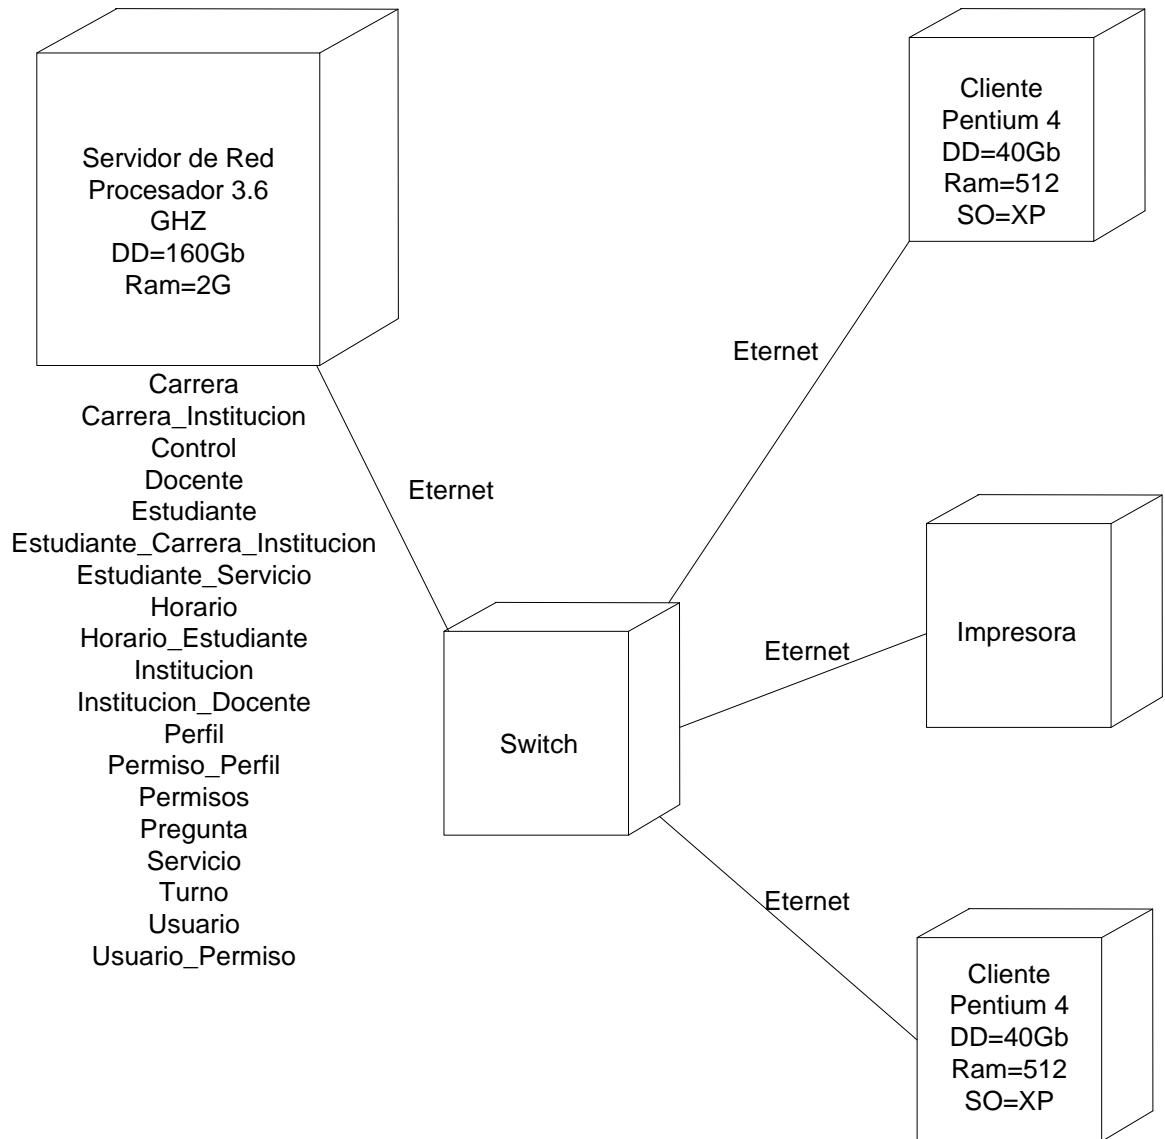 Servidor de Red
Procesador 3.6
GHZ
DD=160Gb
Ram=2G
Carrera
Carrera_Institucion
Control
Docente
Estudiante
Estudiante_Carrera_Institucion
Estudiante_Servicio
Horario
Horario_Estudiante
Institucion
Institucion_Docente
Perfil
Permiso_Perfil
Permisos
Pregunta
Servicio
Turno
Usuario
Usuario_Permiso
Eternet
Switch
Eternet
Cliente
Pentium 4
DD=40Gb
Ram=512
SO=XP
Eternet
Impresora
Eternet
Cliente
Pentium 4
DD=40Gb
Ram=512
SO=XP